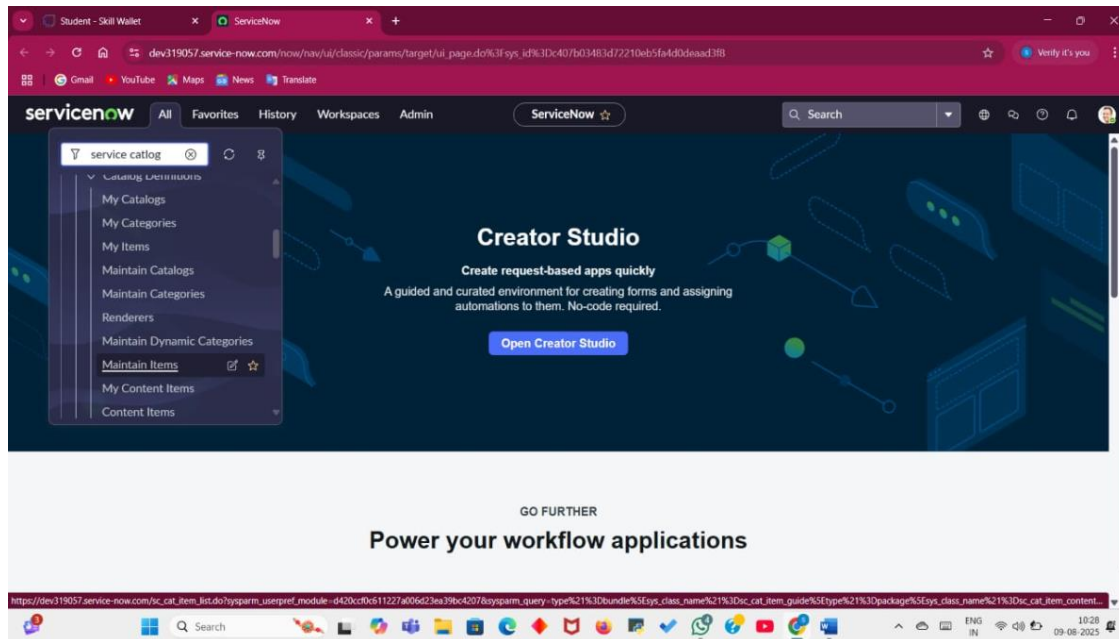 Student - Skill Wallet
ServiceNow
dev319057.service-now.com/now/nav/ui/classic/params/target/ui_page.do%3Fsys_id%3Dc407b03483d72210eb5fa4d0deaad3f8
Verify it's you
Gmail YouTube Maps News Translate
servicenow All Favorites History Workspaces Admin ServiceNow Search
service catlog
Catalog Definitions
My Catalogs
My Categories
My Items
Maintain Catalogs
Maintain Categories
Renderers
Maintain Dynamic Categories
Maintain Items
My Content Items
Content Items
Creator Studio
Create request-based apps quickly
A guided and curated environment for creating forms and assigning
automations to them. No-code required.
Open Creator Studio
GO FURTHER
Power your workflow applications
https://dev319057.service-now.com/sc_cat_item_list.do?sysparm_userpref_module=d420ccf0c611227a006d23ea39bc4207&sysparm_query=type%21%3Dbundle%5Esys_class_name%21%3Dsc_cat_item_guide%5Etype%21%3Dpackage%5Esys_class_name%21%3Dsc_cat_item_content...
Search
ENG
IN
10:28
09-08-2025